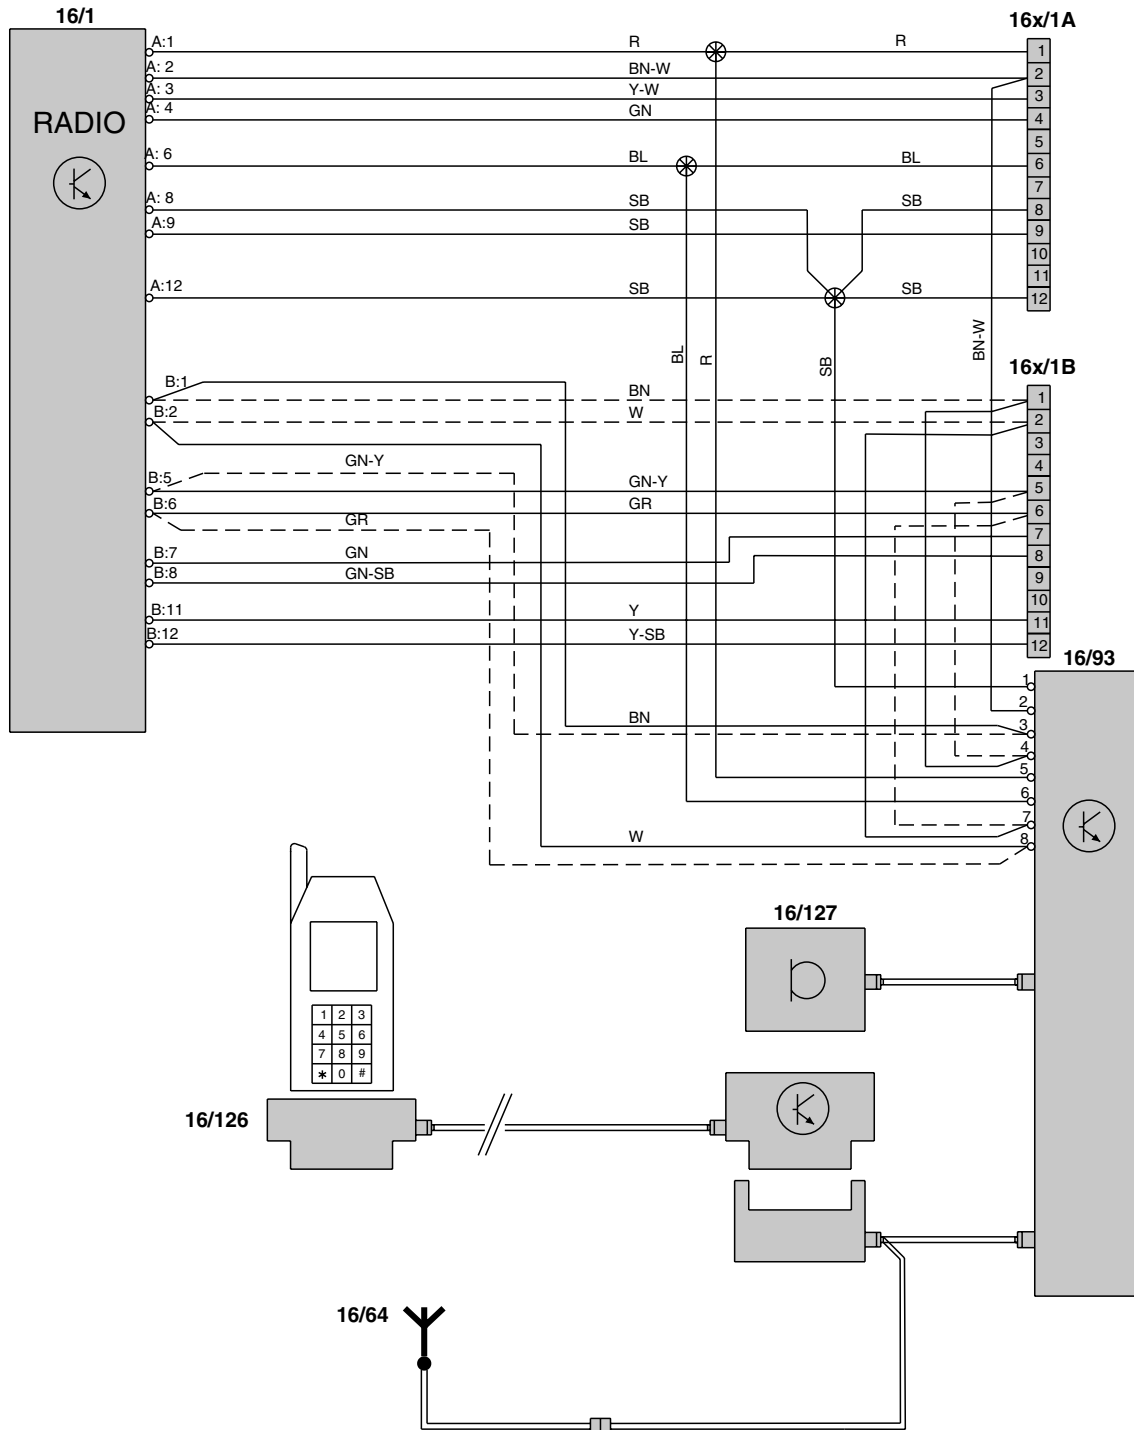 16/1
16x/1A
A:1 R R 1
A: 2 BN-W 2
A: 3 Y-W 3
A: 4 GN 4
RADIO
5
A: 6 BL BL 6
7
A: 8 SB SB 8
A:9 SB 9
10
11
A:12 SB SB 12
BL R SB BN-W
16x/1B
B:1 BN 1
B:2 W 2
3
GN-Y 4
B:5 GN-Y 5
B:6 GR 6
GR
B:7 GN 7
B:8 GN-SB 8
9
10
B:11 Y 11
B:12 Y-SB 12
16/93
1
2
BN 3
4
5
6
7
W 8
16/127
1 2 3
4 5 6
7 8 9
* 0 #
16/126
16/64